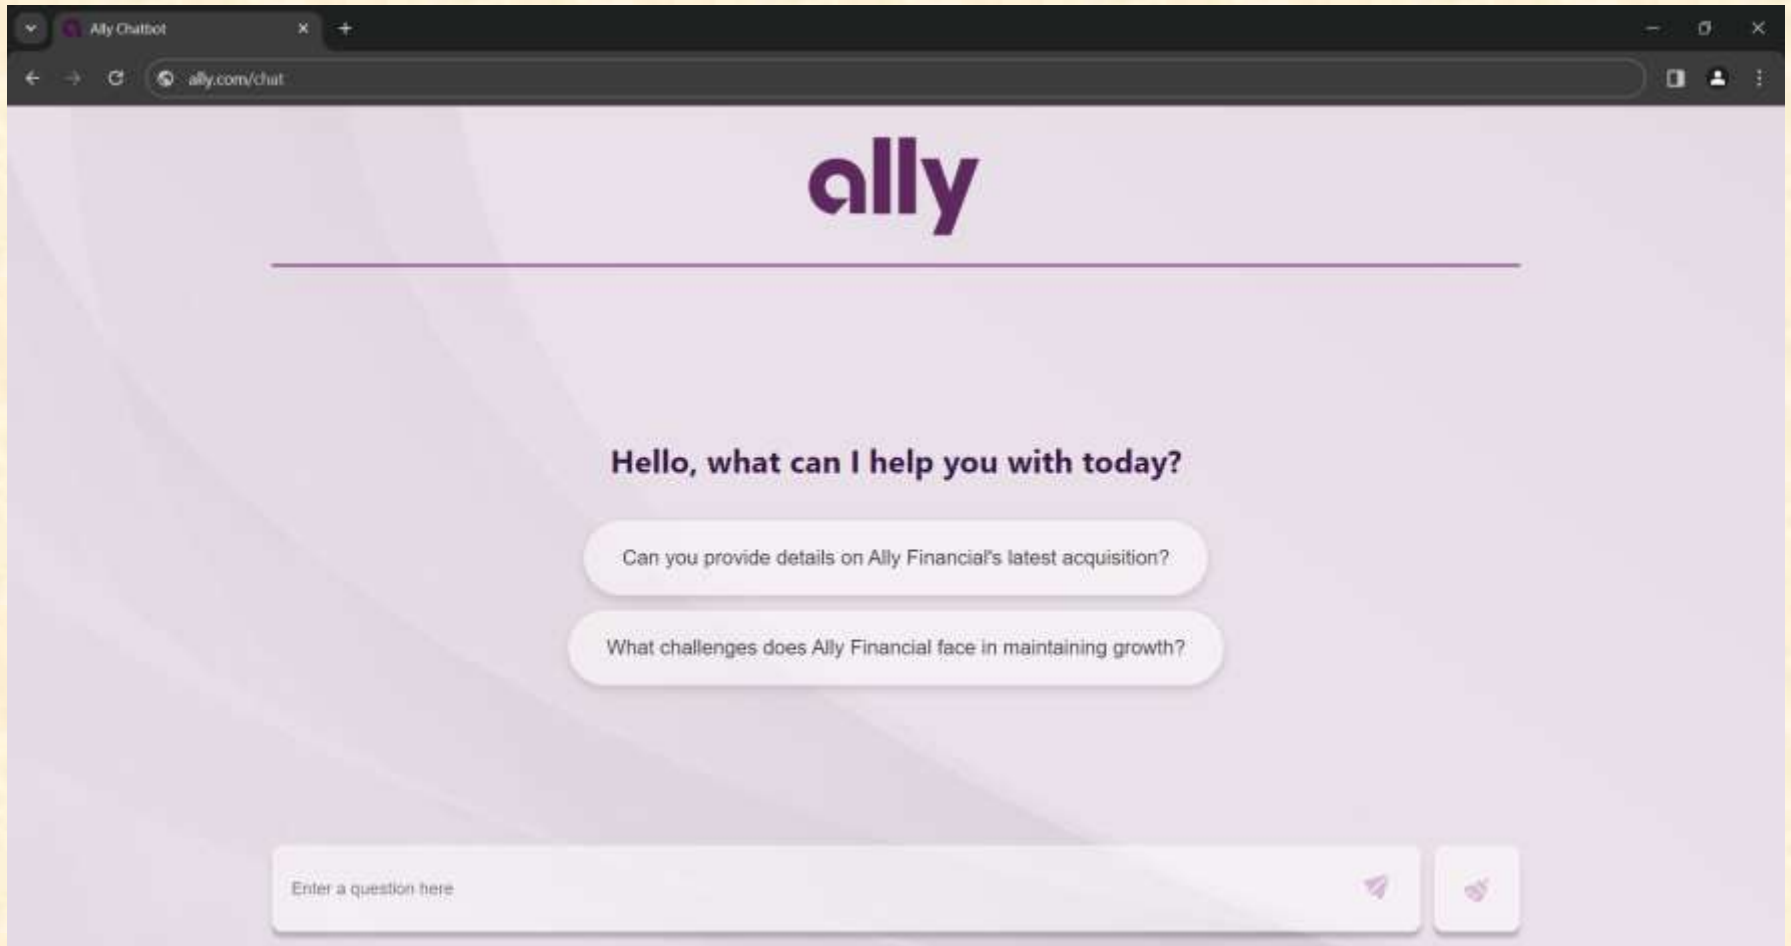 Ally Chatbot
ally.com/chat
ally
Hello, what can I help you with today?
Can you provide details on Ally Financial's latest acquisition?
What challenges does Ally Financial face in maintaining growth?
Enter a question here